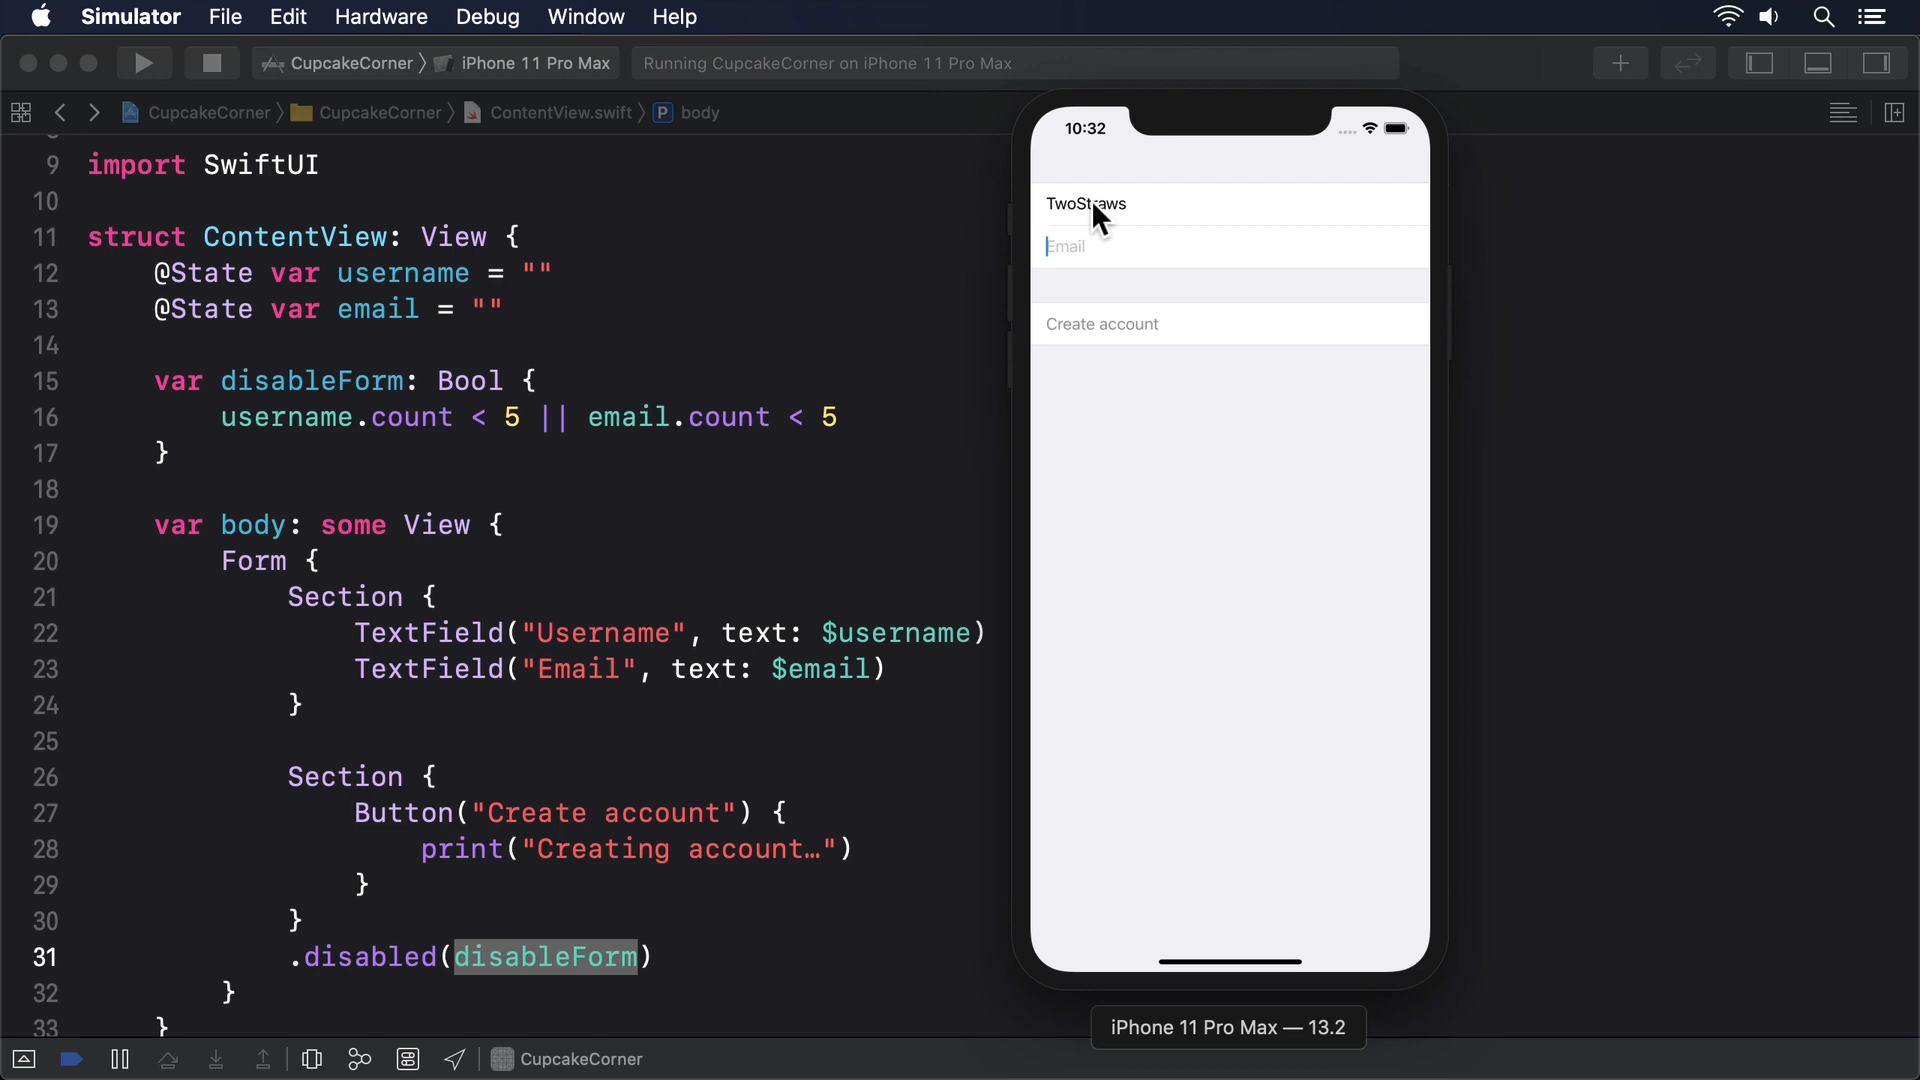 Simulator File Edit Hardware Debug Window Help
CupcakeCorner 〉 iPhone 11 Pro Max
Running CupcakeCorner on iPhone 11 Pro Max
CupcakeCorner 〉 CupcakeCorner 〉 ContentView.swift 〉 P body
9 import SwiftUI
10
11 struct ContentView: View {
12 @State var username = ""
13 @State var email = ""
14
15 var disableForm: Bool {
16 username.count < 5 || email.count < 5
17 }
18
19 var body: some View {
20 Form {
21 Section {
22 TextField("Username", text: $username)
23 TextField("Email", text: $email)
24 }
25
26 Section {
27 Button("Create account") {
28 print("Creating account…")
29 }
30 }
31 .disabled(disableForm)
32 }
33 }
10:32
TwoStraws
Email
Create account
iPhone 11 Pro Max — 13.2
CupcakeCorner